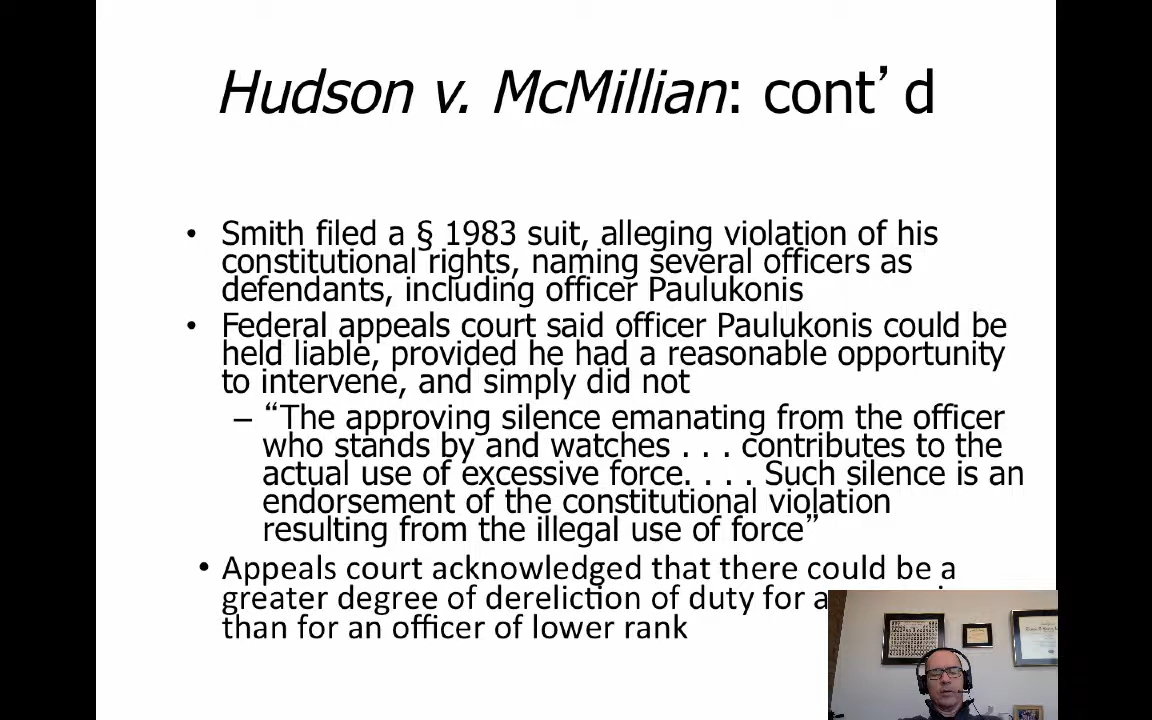 Hudson v. McMillian: cont’ d
• Smith filed a § 1983 suit, alleging violation of his
constitutional rights, naming several officers as
defendants, including officer Paulukonis
• Federal appeals court said officer Paulukonis could be
held liable, provided he had a reasonable opportunity
to intervene, and simply did not
– “The approving silence emanating from the officer
who stands by and watches . . . contributes to the
actual use of excessive force. . . . Such silence is an
endorsement of the constitutional violation
resulting from the illegal use of force”
• Appeals court acknowledged that there could be a
greater degree of dereliction of duty for a
than for an officer of lower rank